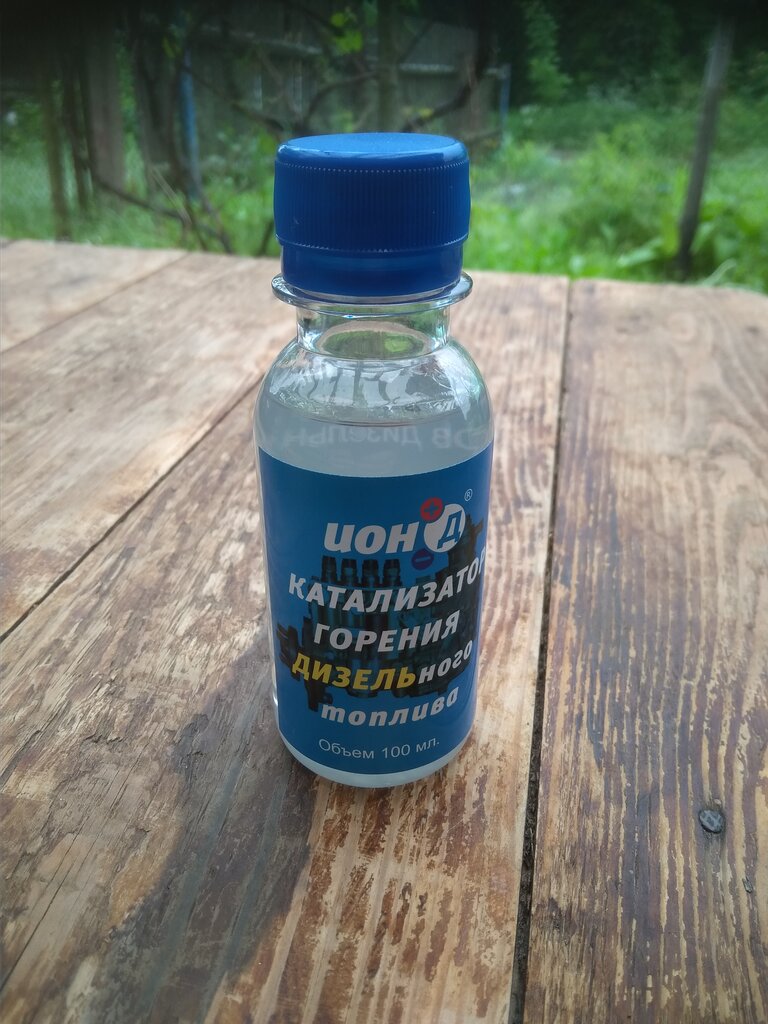 ион Д ®
КАТАЛИЗАТОР
ГОРЕНИЯ
ДИЗЕЛЬного
топлива
Объем 100 мл.